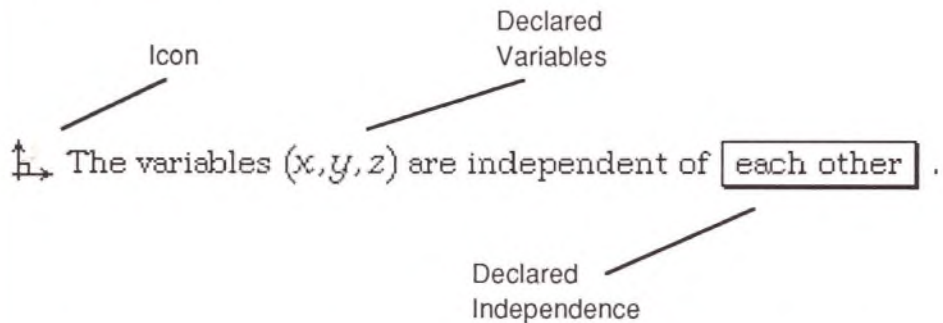 Declared
Variables
Icon
The variables (x,y,z) are independent of each other .
Declared
Independence